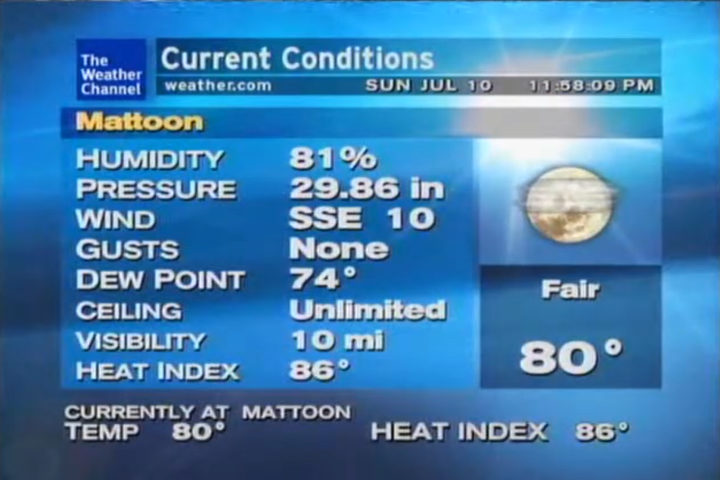 The
Weather
Channel
Current Conditions
weather.com SUN JUL 10 11:58:09 PM
Mattoon
HUMIDITY 81%
PRESSURE 29.86 in
WIND SSE 10
GUSTS None
DEW POINT 74°
CEILING Unlimited
VISIBILITY 10 mi
HEAT INDEX 86°
Fair
80°
CURRENTLY AT MATTOON
TEMP 80° HEAT INDEX 86°